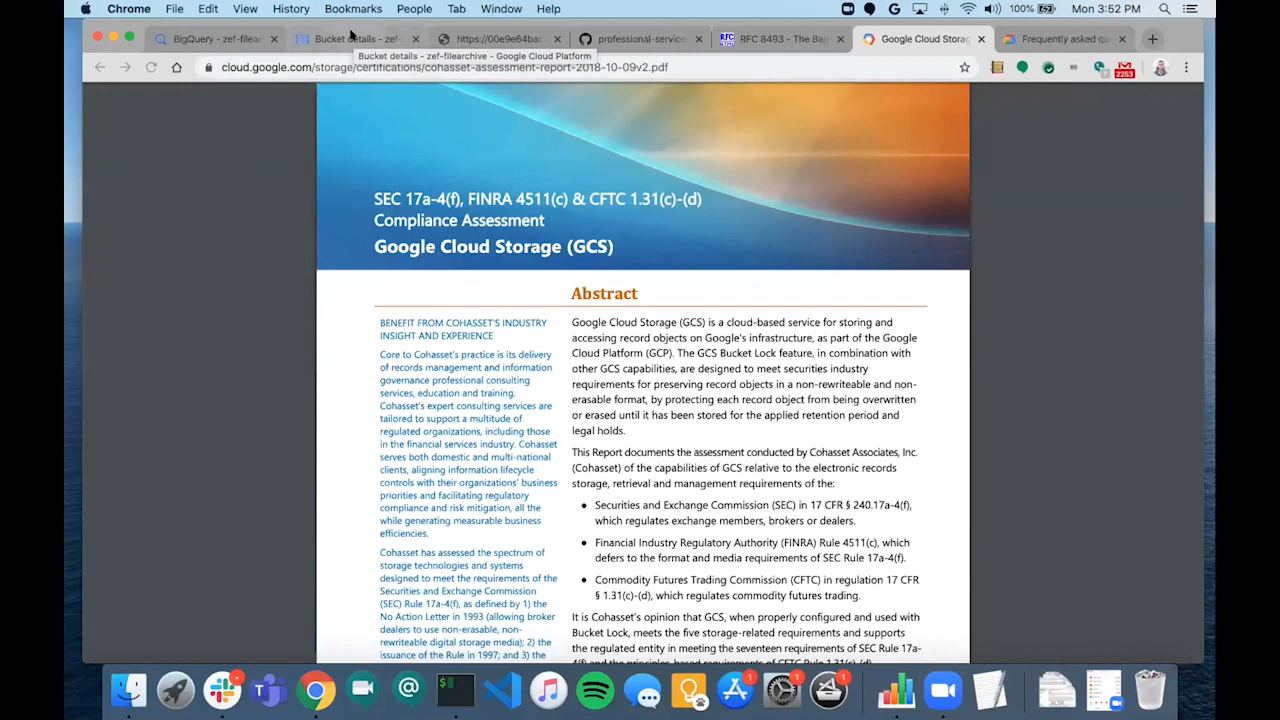 Chrome File Edit View History Bookmarks People Tab Window Help 100% Mon 3:52 PM
BigQuery - zef-filear Bucket details - zef- https://00e9e64bac professional-service RFC 8493 - The Bag Google Cloud Storag Frequently asked qu
Bucket details - zef-filearchive - Google Cloud Platform
cloud.google.com/storage/certifications/cohasset-assessment-report-2018-10-09v2.pdf
2253
SEC 17a-4(f), FINRA 4511(c) & CFTC 1.31(c)-(d)
Compliance Assessment
Google Cloud Storage (GCS)
Abstract
BENEFIT FROM COHASSET'S INDUSTRY
INSIGHT AND EXPERIENCE
Core to Cohasset's practice is its delivery
of records management and information
governance professional consulting
services, education and training.
Cohasset's expert consulting services are
tailored to support a multitude of
regulated organizations, including those
in the financial services industry. Cohasset
serves both domestic and multi-national
clients, aligning information lifecycle
controls with their organizations' business
priorities and facilitating regulatory
compliance and risk mitigation, all the
while generating measurable business
efficiencies.
Cohasset has assessed the spectrum of
storage technologies and systems
designed to meet the requirements of the
Securities and Exchange Commission
(SEC) Rule 17a-4(f), as defined by 1) the
No Action Letter in 1993 (allowing broker
dealers to use non-erasable, non-
rewriteable digital storage media); 2) the
issuance of the Rule in 1997; and 3) the
Google Cloud Storage (GCS) is a cloud-based service for storing and
accessing record objects on Google's infrastructure, as part of the Google
Cloud Platform (GCP). The GCS Bucket Lock feature, in combination with
other GCS capabilities, are designed to meet securities industry
requirements for preserving record objects in a non-rewriteable and non-
erasable format, by protecting each record object from being overwritten
or erased until it has been stored for the applied retention period and
legal holds.
This Report documents the assessment conducted by Cohasset Associates, Inc.
(Cohasset) of the capabilities of GCS relative to the electronic records
storage, retrieval and management requirements of the:
● Securities and Exchange Commission (SEC) in 17 CFR § 240.17a-4(f),
which regulates exchange members, brokers or dealers.
● Financial Industry Regulatory Authority (FINRA) Rule 4511(c), which
defers to the format and media requirements of SEC Rule 17a-4(f).
● Commodity Futures Trading Commission (CFTC) in regulation 17 CFR
§ 1.31(c)-(d), which regulates commodity futures trading.
It is Cohasset's opinion that GCS, when properly configured and used with
Bucket Lock, meets the five storage-related requirements and supports
the regulated entity in meeting the security requirements of SEC Rule 17a-